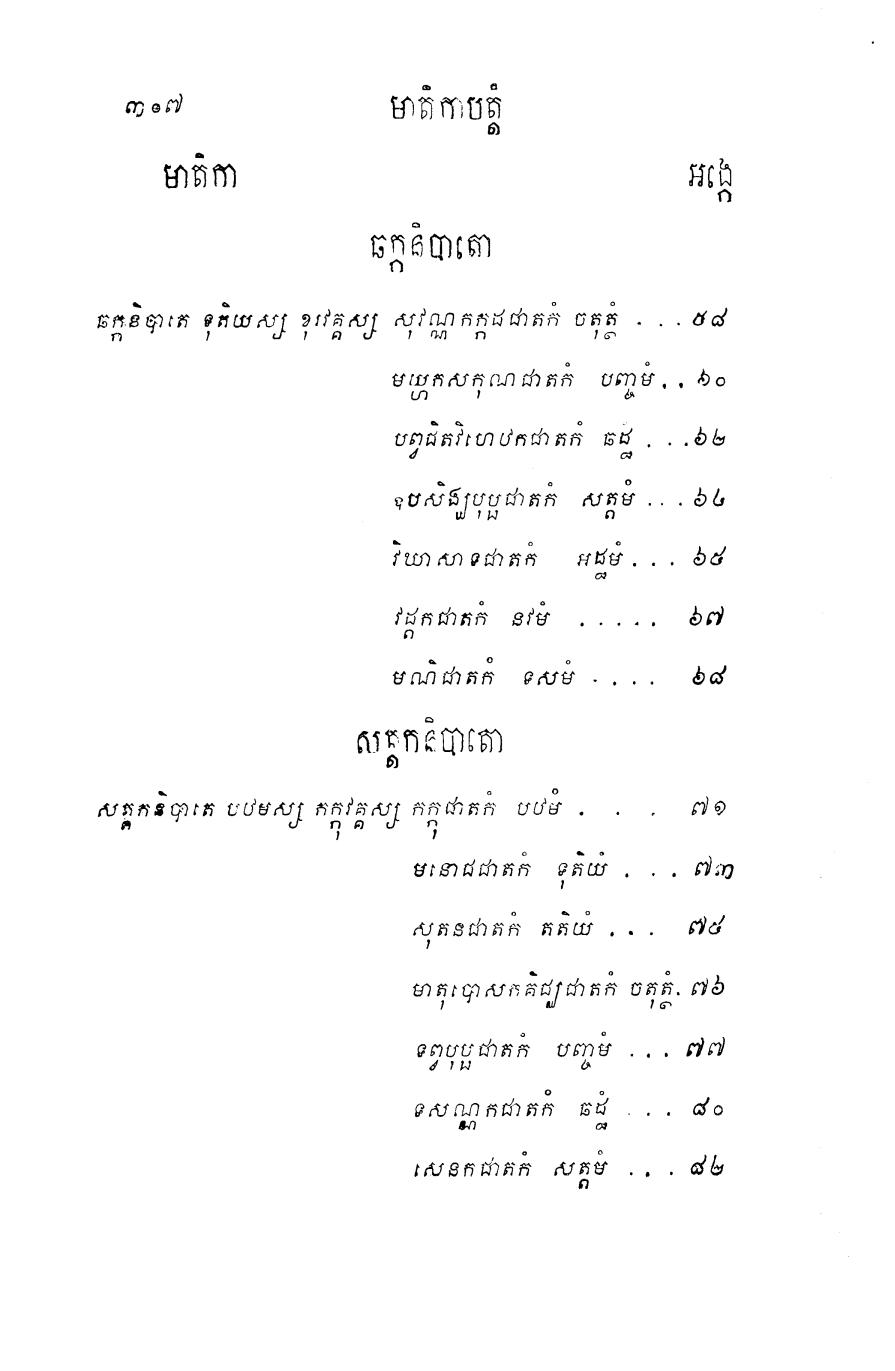 ៣១៧ មាតិកាបត្តំ
មាតិកា អង្កេ
ឆក្កនិបាតោ
ឆក្កនិបាតេ ទុតិយស្ស ខុរវគ្គស្ស សុវណ្ណកក្កដជាតកំ ចតុត្ថំ . . . ៥៨
មយ្ហកសកុណជាតកំ បញ្ចមំ . . ៦០
បព្វជិតវិហេឋកជាតកំ ឆដ្ឋ . . . ៦២
ឧបសិង្ឃបុប្ផជាតកំ សត្តមំ . . . ៦៤
វិឃាសាទជាតកំ អដ្ឋមំ . . . ៦៥
វដ្តកជាតកំ នវមំ . . . . . ៦៧
មណិជាតកំ ទសមំ . . . . ៦៨
សត្តកនិបាតោ
សត្តកនិបាតេ បឋមស្ស កក្កុវគ្គស្ស កក្កុជាតកំ បឋមំ . . . ៧១
មនោជជាតកំ ទុតិយំ . . . ៧៣
សុតនជាតកំ តតិយំ . . . ៧៥
មាតុបោសកគិជ្ឈជាតកំ ចតុត្ថំ. ៧៦
ទព្វបុប្ផជាតកំ បញ្ចមំ . . . ៧៧
ទសណ្ណកជាតកំ ឆដ្ឋំ . . . ៨០
សេនកជាតកំ សត្តមំ . . . ៨២